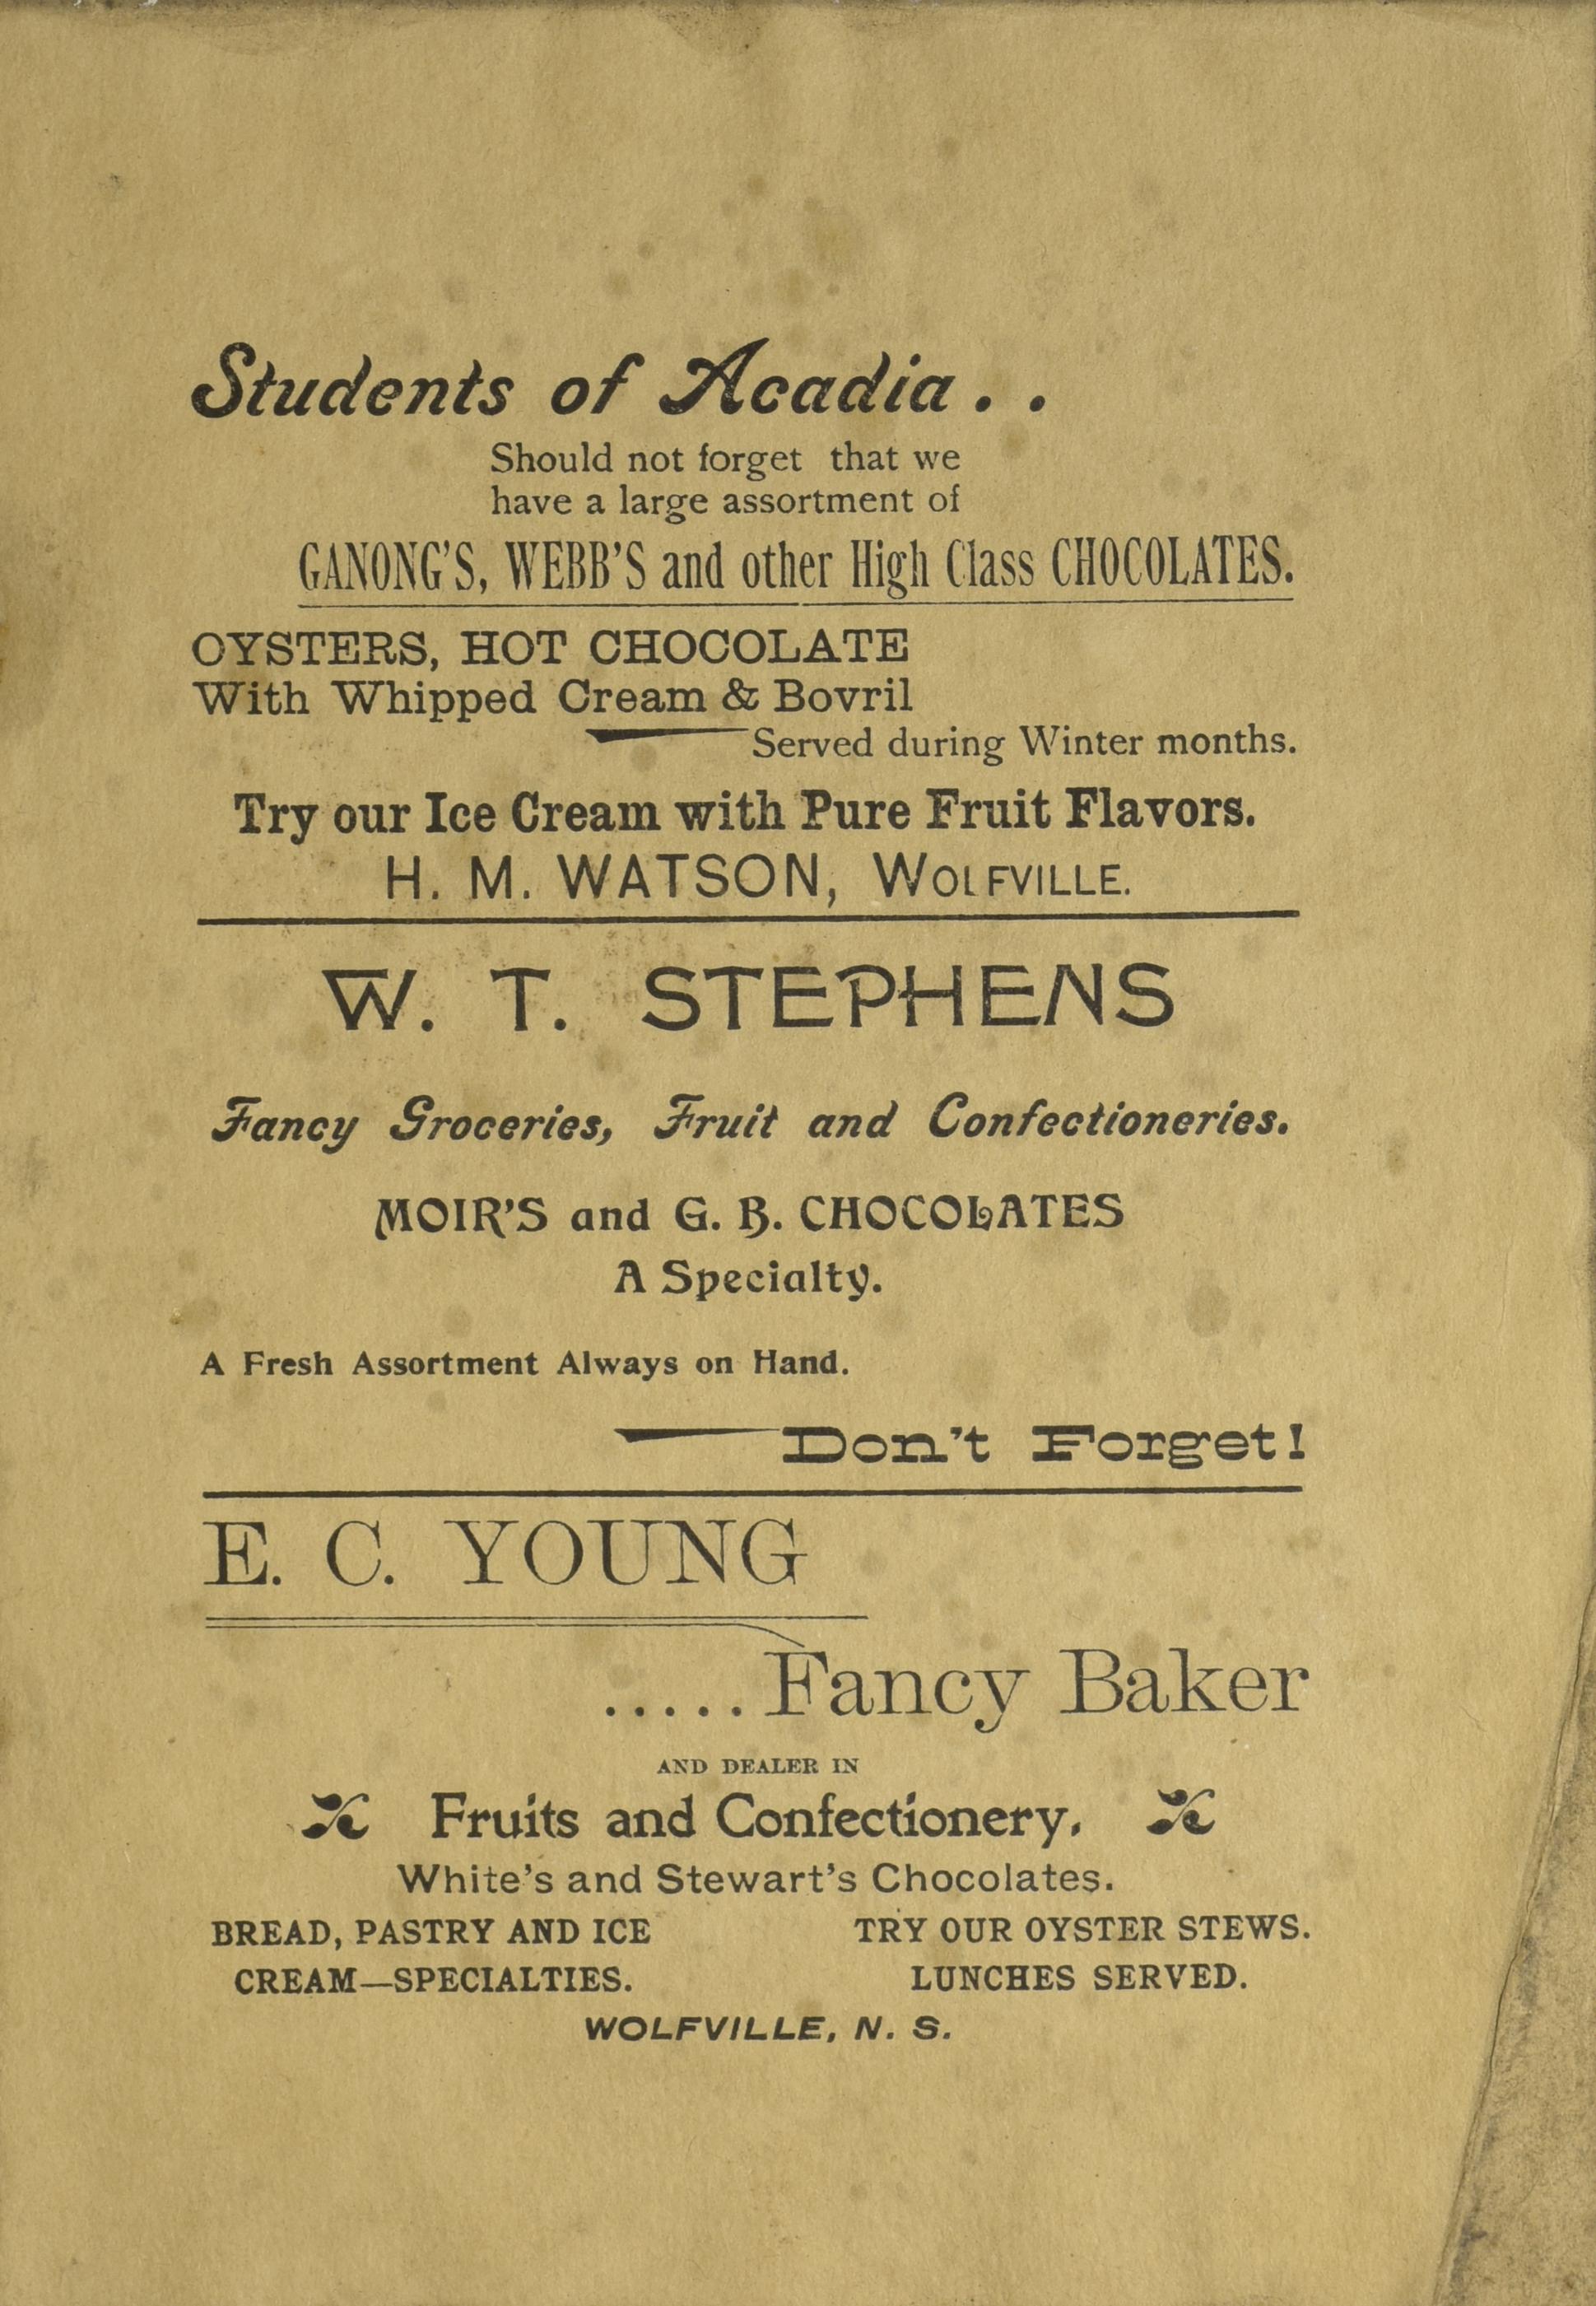 Students of Acadia . .
Should not forget that we
have a large assortment of
GANONG'S, WEBB'S and other High Class CHOCOLATES.
OYSTERS, HOT CHOCOLATE
With Whipped Cream & Bovril
Served during Winter months.
Try our Ice Cream with Pure Fruit Flavors.
H. M. WATSON, WOLFVILLE.
W. T. STEPHENS
Fancy Groceries, Fruit and Confectioneries.
MOIR'S and G. B. CHOCOLATES
A Specialty.
A Fresh Assortment Always on Hand.
Don't Forget!
E. C. YOUNG
.....Fancy Baker
AND DEALER IN
Fruits and Confectionery.
White's and Stewart's Chocolates.
BREAD, PASTRY AND ICE
CREAM—SPECIALTIES.
TRY OUR OYSTER STEWS.
LUNCHES SERVED.
WOLFVILLE, N. S.